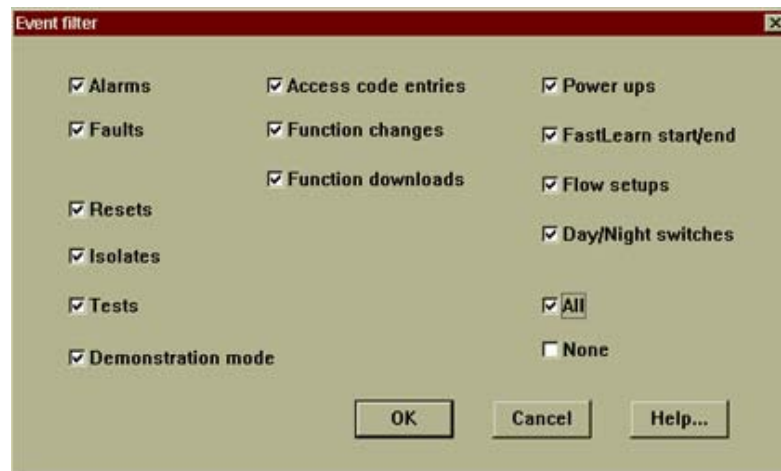 Event filter
Alarms
Access code entries
Power ups
Faults
Function changes
FastLearn start/end
Function downloads
Flow setups
Resets
Day/Night switches
Isolates
Tests
All
Demonstration mode
None
OK
Cancel
Help...